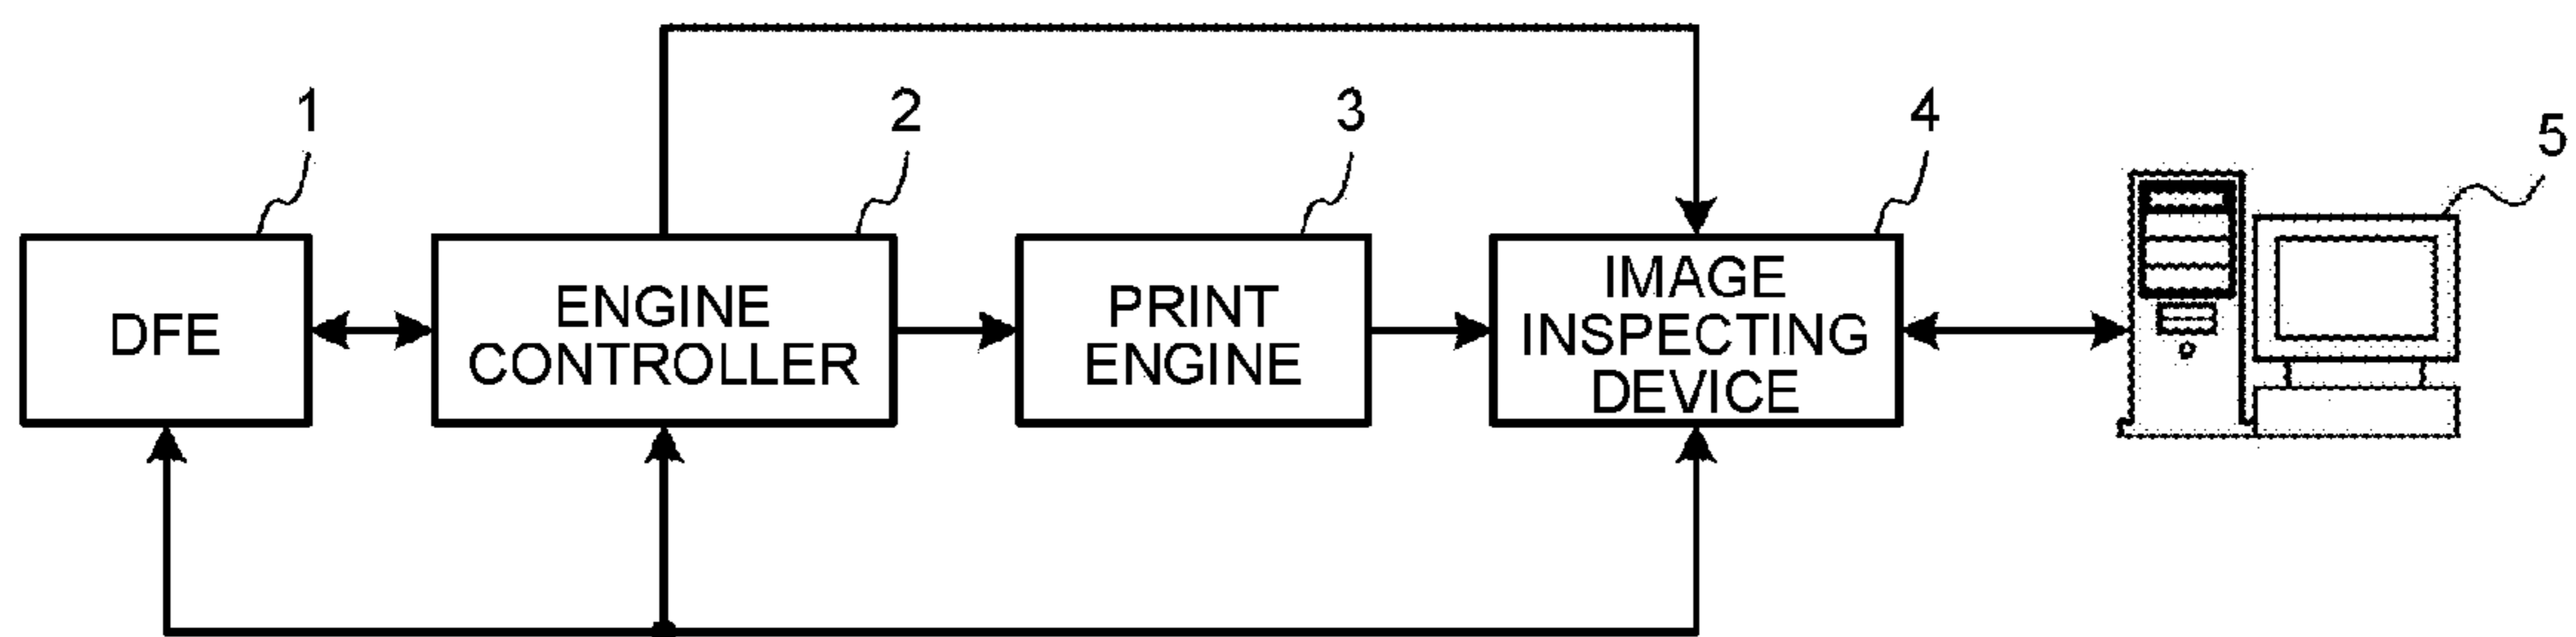 1
2
3
4
5
DFE
ENGINE
CONTROLLER
PRINT
ENGINE
IMAGE
INSPECTING
DEVICE